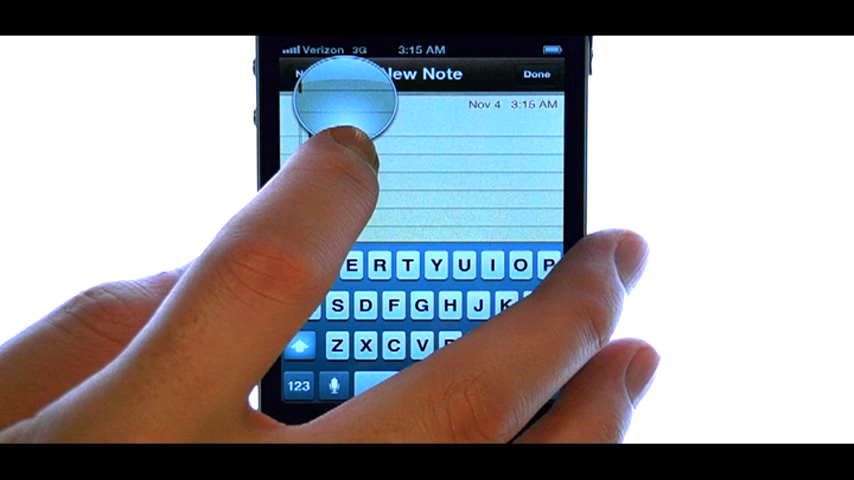 Verizon 3G 3:15 AM
New Note Done
Nov 4 3:15 AM
E R T Y U I O P
S D F G H J K
Z X C V
123